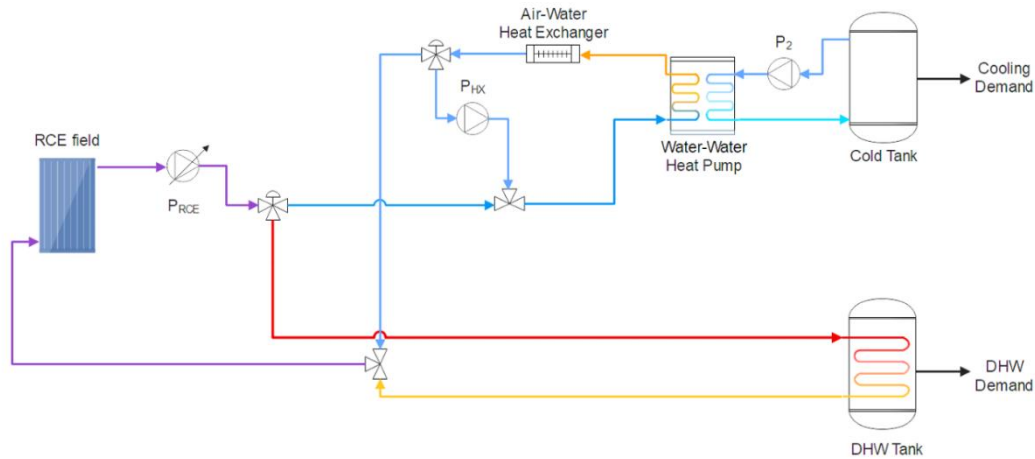 Air-Water
Heat Exchanger
P2
Cooling
Demand
PHX
RCE field
Water-Water
Heat Pump
Cold Tank
PRCE
DHW
Demand
DHW Tank